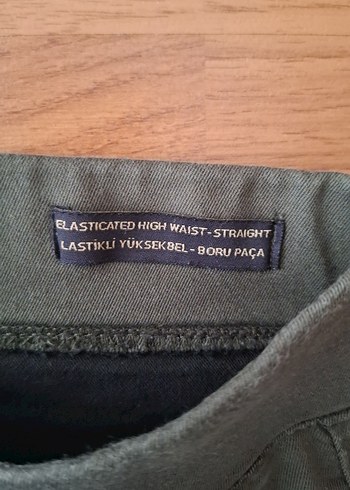 ELASTICATED HIGH WAIST-STRAIGHT
LASTİKLİ YÜKSEKBEL-BORU PAÇA